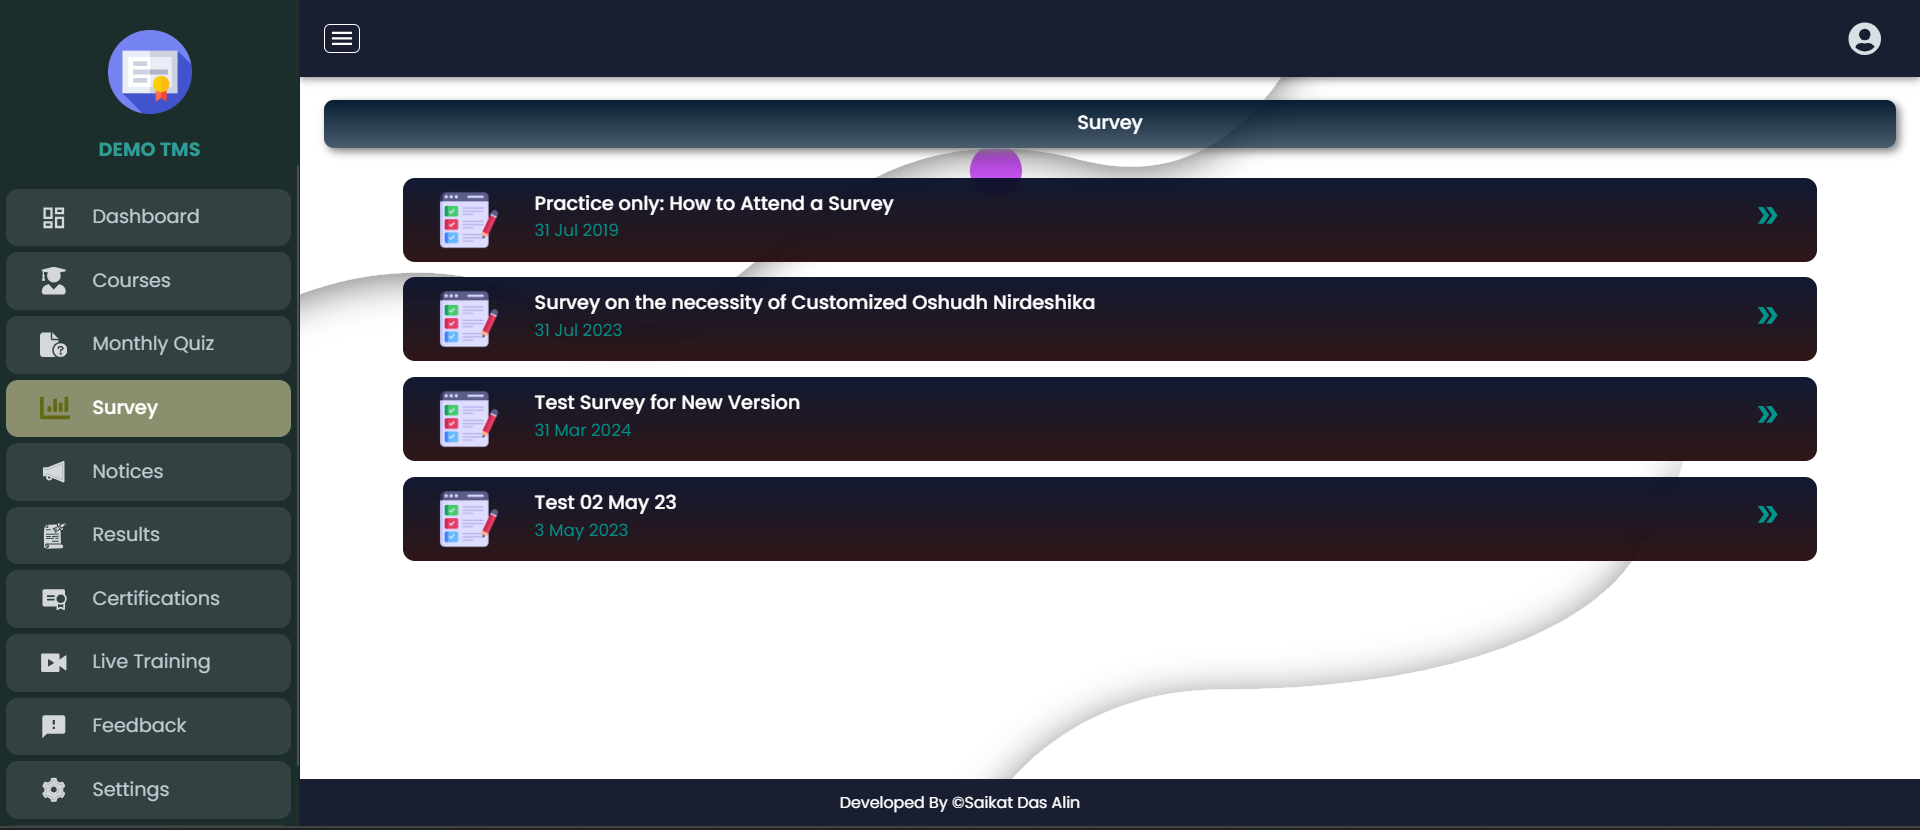 DEMO TMS
Dashboard
Courses
Monthly Quiz
Survey
Notices
Results
Certifications
Live Training
Feedback
Settings
Survey
Practice only: How to Attend a Survey
31 Jul 2019
Survey on the necessity of Customized Oshudh Nirdeshika
31 Jul 2023
Test Survey for New Version
31 Mar 2024
Test 02 May 23
3 May 2023
Developed By ©Saikat Das Alin